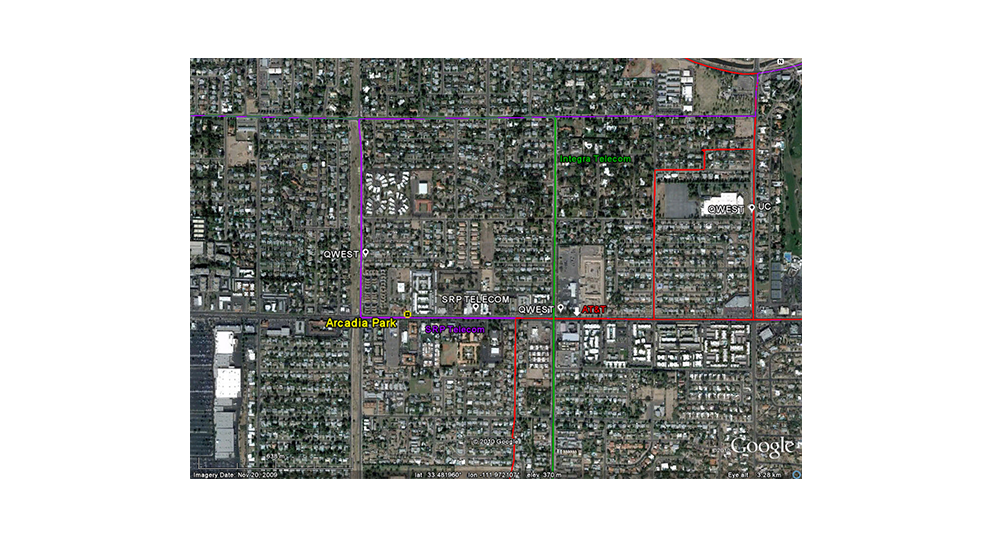 N
Integra Telecom
QWEST
UC
QWEST
SRP TELECOM
QWEST
AT&T
Arcadia Park
SRP Telecom
© 2010 Google
Google
Imagery Date: Nov 20, 2009
lat 33.481960° lon -111.972107° elev 370 m
Eye alt 3.28 km